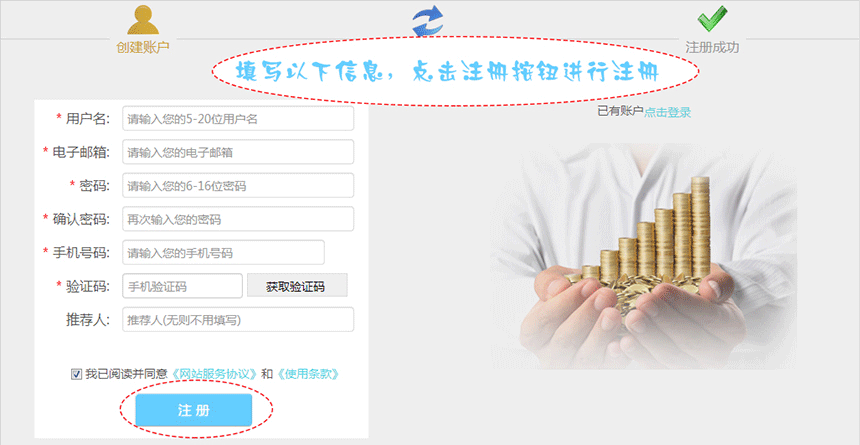 创建账户
注册成功
填写以下信息，点击注册按钮进行注册
已有账户点击登录
* 用户名: 请输入您的5-20位用户名
* 电子邮箱: 请输入您的电子邮箱
* 密码: 请输入您的6-16位密码
* 确认密码: 再次输入您的密码
* 手机号码: 请输入您的手机号码
* 验证码: 手机验证码 获取验证码
推荐人: 推荐人(无则不用填写)
我已阅读并同意《网站服务协议》和《使用条款》
注 册